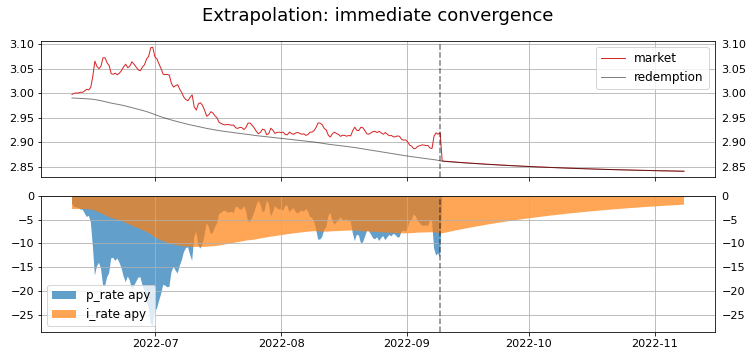 Extrapolation: immediate convergence
3.10 3.10
3.05 3.05
3.00 3.00
2.95 2.95
2.90 2.90
2.85 2.85
market
redemption
0 0
−5 −5
−10 −10
−15 −15
−20 −20
−25 −25
p_rate apy
i_rate apy
2022-07 2022-08 2022-09 2022-10 2022-11